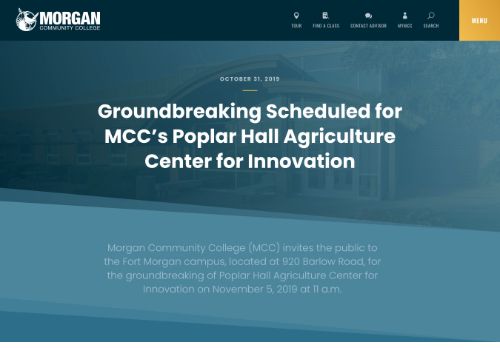 MORGAN
COMMUNITY COLLEGE
TOUR
FIND A CLASS
CONTACT ADVISOR
MYMCC
SEARCH
MENU
OCTOBER 31, 2019
Groundbreaking Scheduled for
MCC’s Poplar Hall Agriculture
Center for Innovation
Morgan Community College (MCC) invites the public to
the Fort Morgan campus, located at 920 Barlow Road, for
the groundbreaking of Poplar Hall Agriculture Center for
Innovation on November 5, 2019 at 11 a.m.